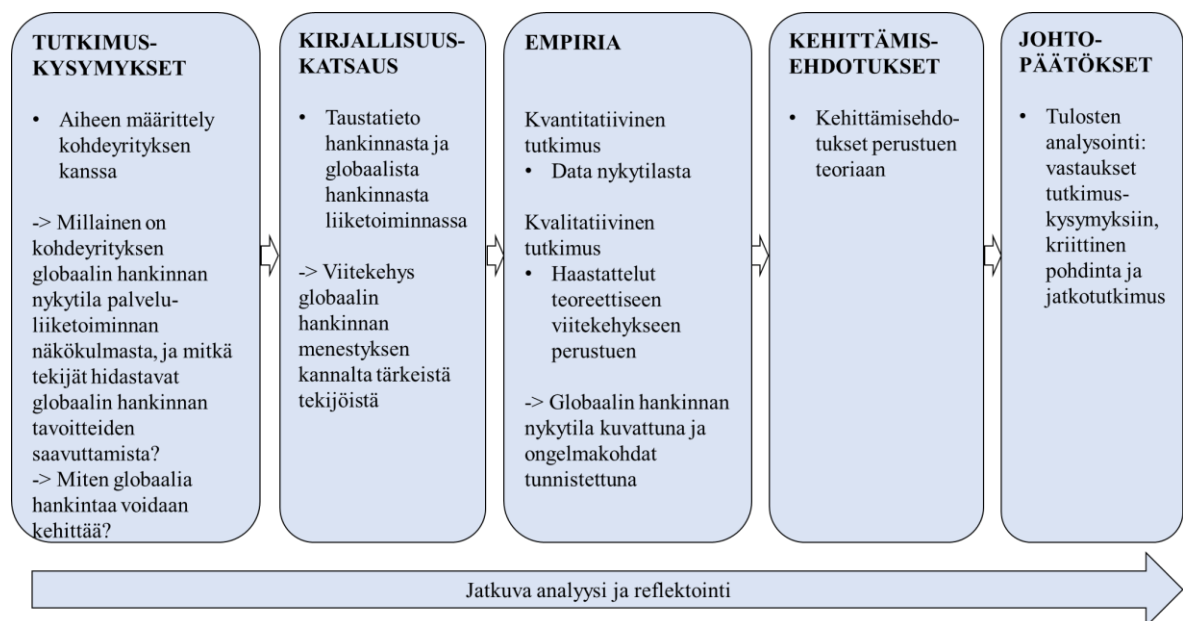 TUTKIMUS-
KYSYMYKSET
• Aiheen määrittely
kohdeyrityksen
kanssa
-> Millainen on
kohdeyrityksen
globaalin hankinnan
nykytila palvelu-
liiketoiminnan
näkökulmasta, ja mitkä
tekijät hidastavat
globaalin hankinnan
tavoitteiden
saavuttamista?
-> Miten globaalia
hankintaa voidaan
kehittää?
KIRJALLISUUS-
KATSAUS
• Taustatieto
hankinnasta ja
globaalista
hankinnasta
liiketoiminnassa
-> Viitekehys
globaalin
hankinnan
menestyksen
kannalta tärkeistä
tekijöistä
EMPIRIA
Kvantitatiivinen
tutkimus
• Data nykytilasta
Kvalitatiivinen
tutkimus
• Haastattelut
teoreettiseen
viitekehykseen
perustuen
-> Globaalin hankinnan
nykytila kuvattuna ja
ongelmakohdat
tunnistettuna
KEHITTÄMIS-
EHDOTUKSET
• Kehittämisehdo-
tukset perustuen
teoriaan
JOHTO-
PÄÄTÖKSET
• Tulosten
analysointi:
vastaukset
tutkimus-
kysymyksiin,
kriittinen
pohdinta ja
jatkotutkimus
Jatkuva analyysi ja reflektointi